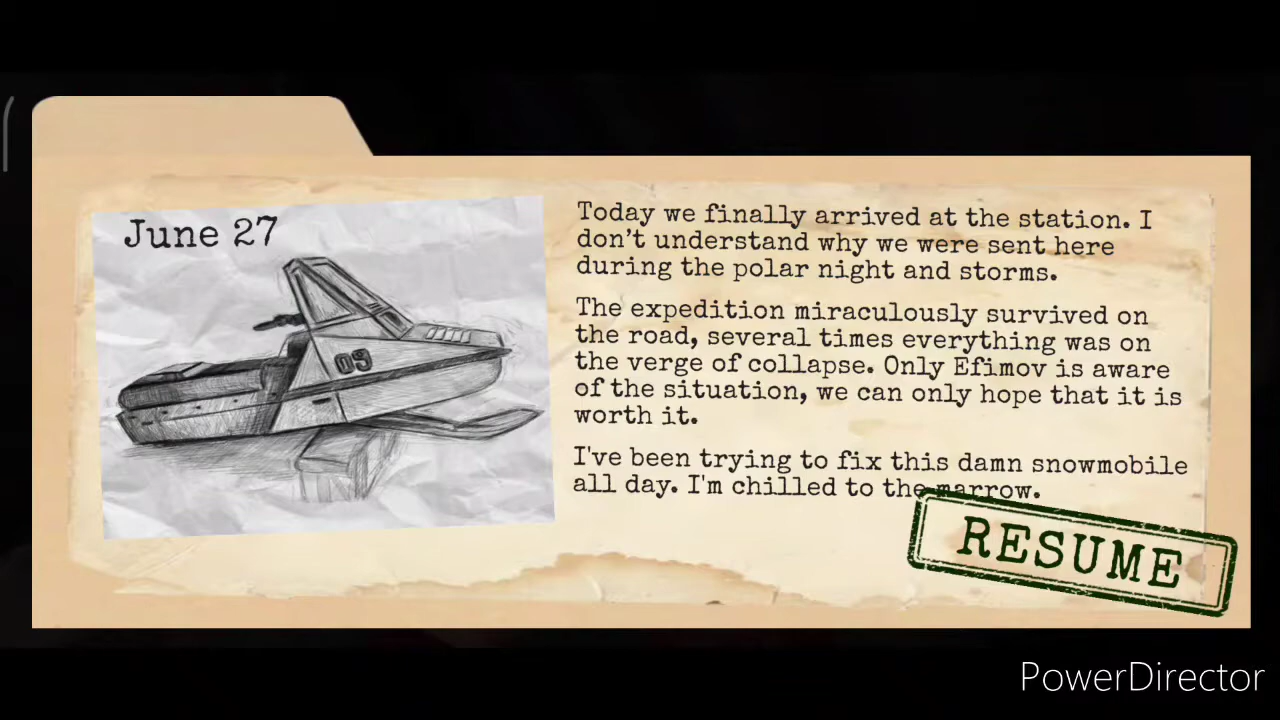 June 27
09
Today we finally arrived at the station. I
don't understand why we were sent here
during the polar night and storms.
The expedition miraculously survived on
the road, several times everything was on
the verge of collapse. Only Efimov is aware
of the situation, we can only hope that it is
worth it.
I've been trying to fix this damn snowmobile
all day. I'm chilled to the marrow.
RESUME
PowerDirector